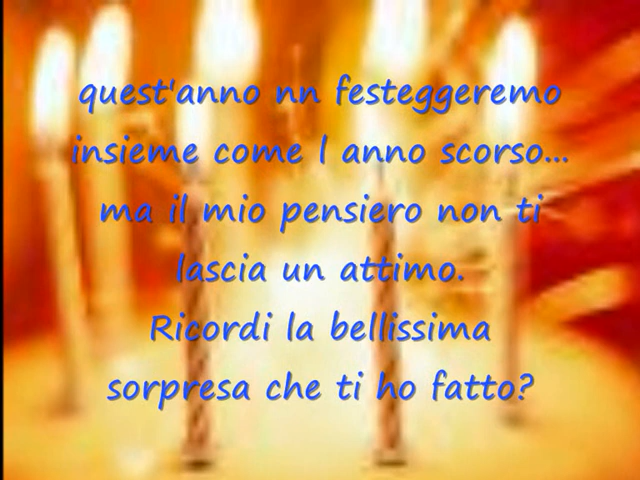 quest'anno nn festeggeremo
insieme come l anno scorso...
ma il mio pensiero non ti
lascia un attimo.
Ricordi la bellissima
sorpresa che ti ho fatto?